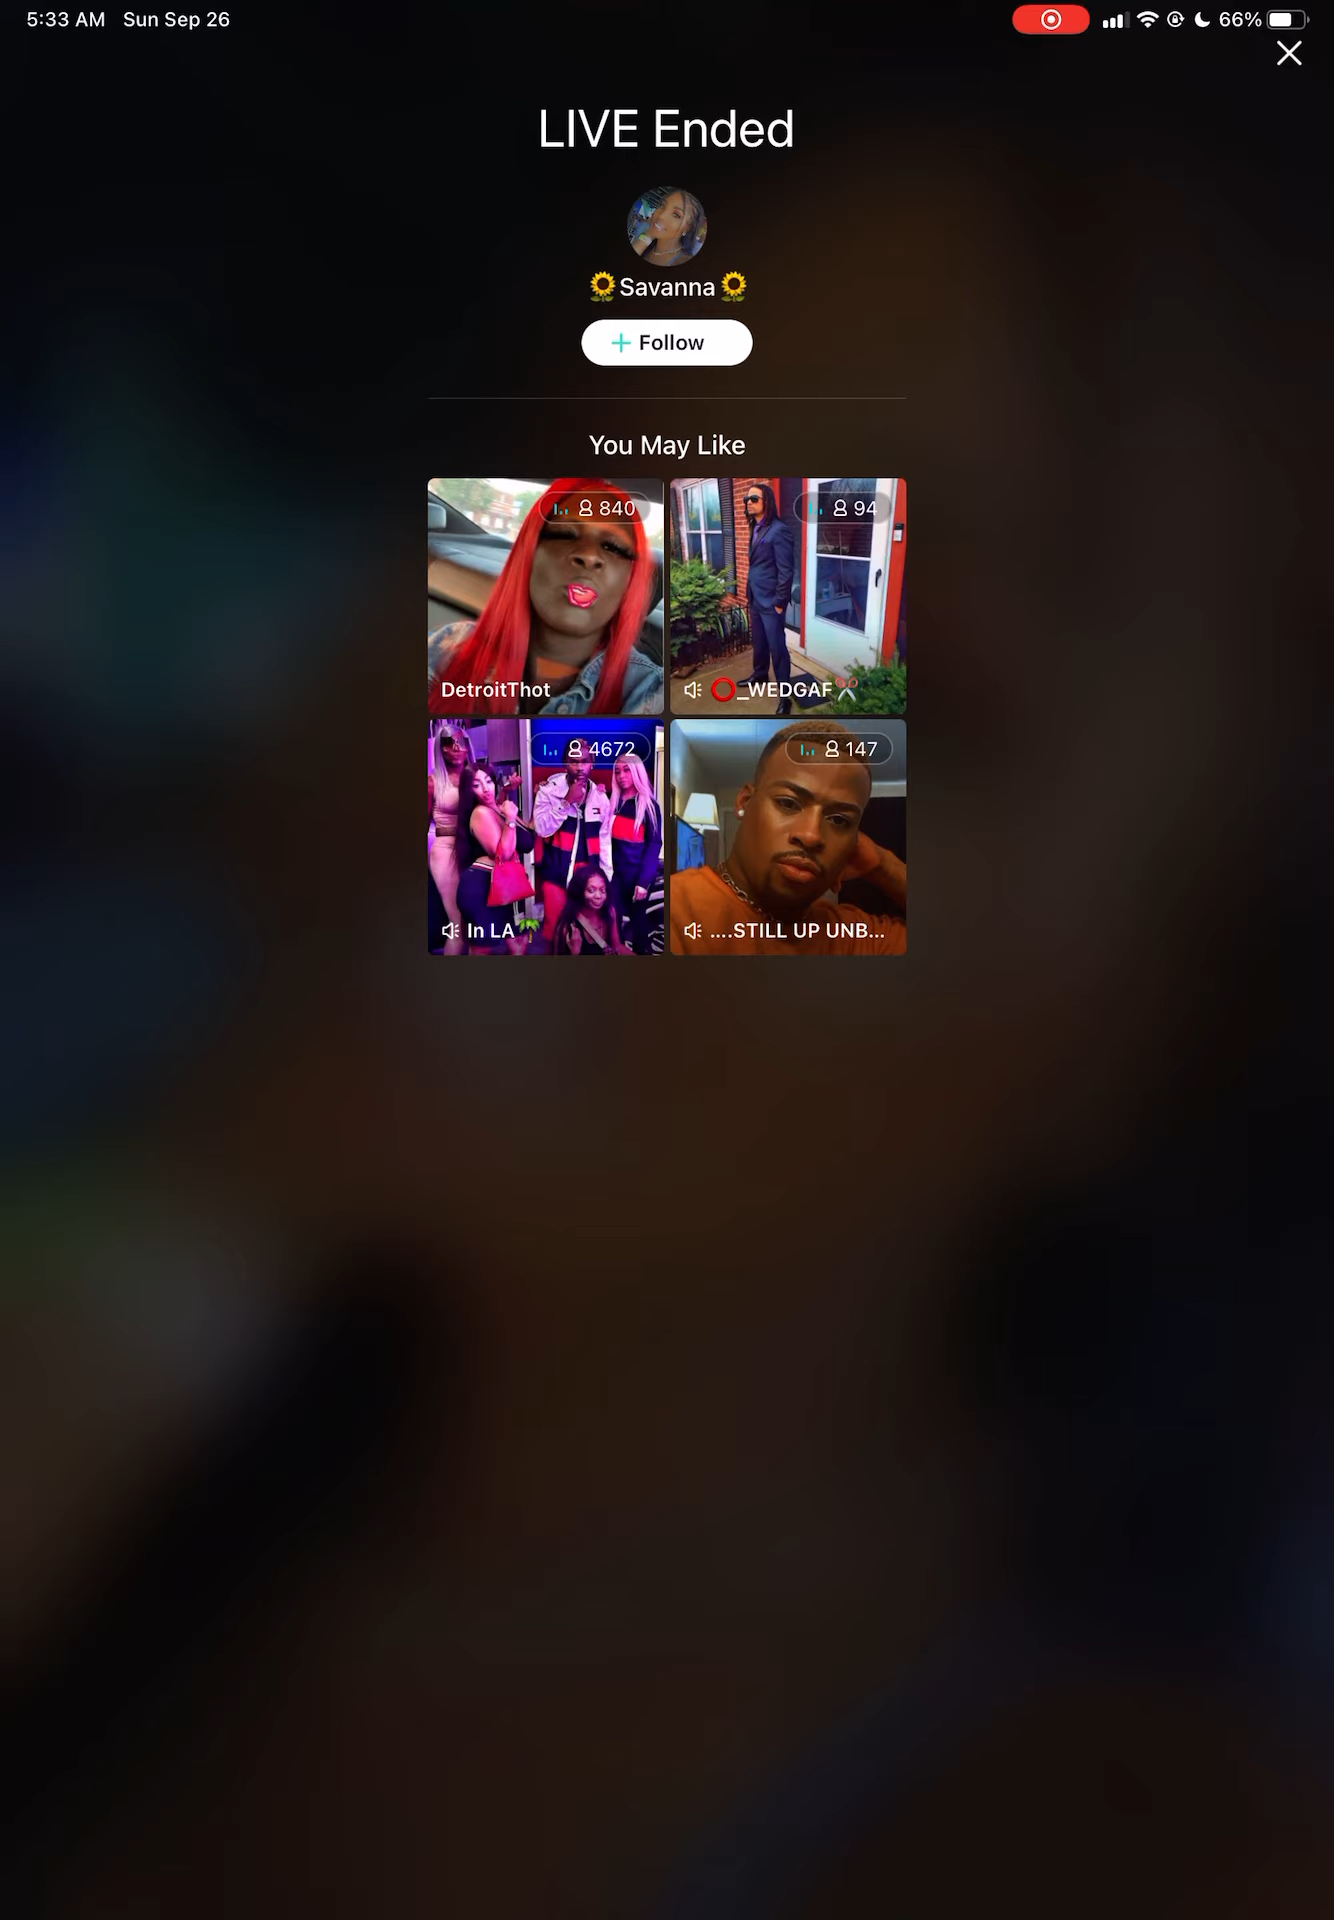 5:33 AM Sun Sep 26
66%
LIVE Ended
🌻Savanna🌻
+ Follow
You May Like
840
94
DetroitThot
⭕_WEDGAF✂️
4672
147
In LA🌴
....STILL UP UNB...